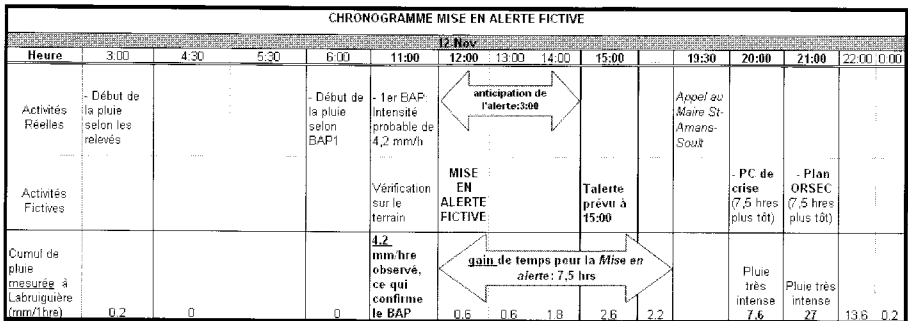 CHRONOGRAMME MISE EN ALERTE FICTIVE
12 Nov
Heure 3:00 4:30 5:30 6:00 11:00 12:00 13:00 14:00 15:00 ... 19:30 20:00 21:00 22:00 0:00
Activités Réelles
- Début de la pluie selon les relevés
- Début de la pluie selon BAP1
- 1er BAP: Intensité probable de 4,2 mm/h
anticipation de l'alerte:3:00
Appel au Maire St-Amans-Soult
Activités Fictives
Vérification sur le terrain
MISE EN ALERTE FICTIVE
Talerte prévu à 15:00
- PC de crise (7,5 hres plus tôt)
- Plan ORSEC (7,5 hres plus tôt)
Cumul de pluie mesurée à Labruguière (mm/1hre)
0,2
0
0
4,2 mm/hre observé, ce qui confirme le BAP
gain de temps pour la Mise en alerte: 7,5 hrs
0,6 0,6 1,8 2,6 2,2
Pluie très intense 7,6
Pluie très intense 27
13,6 0,2